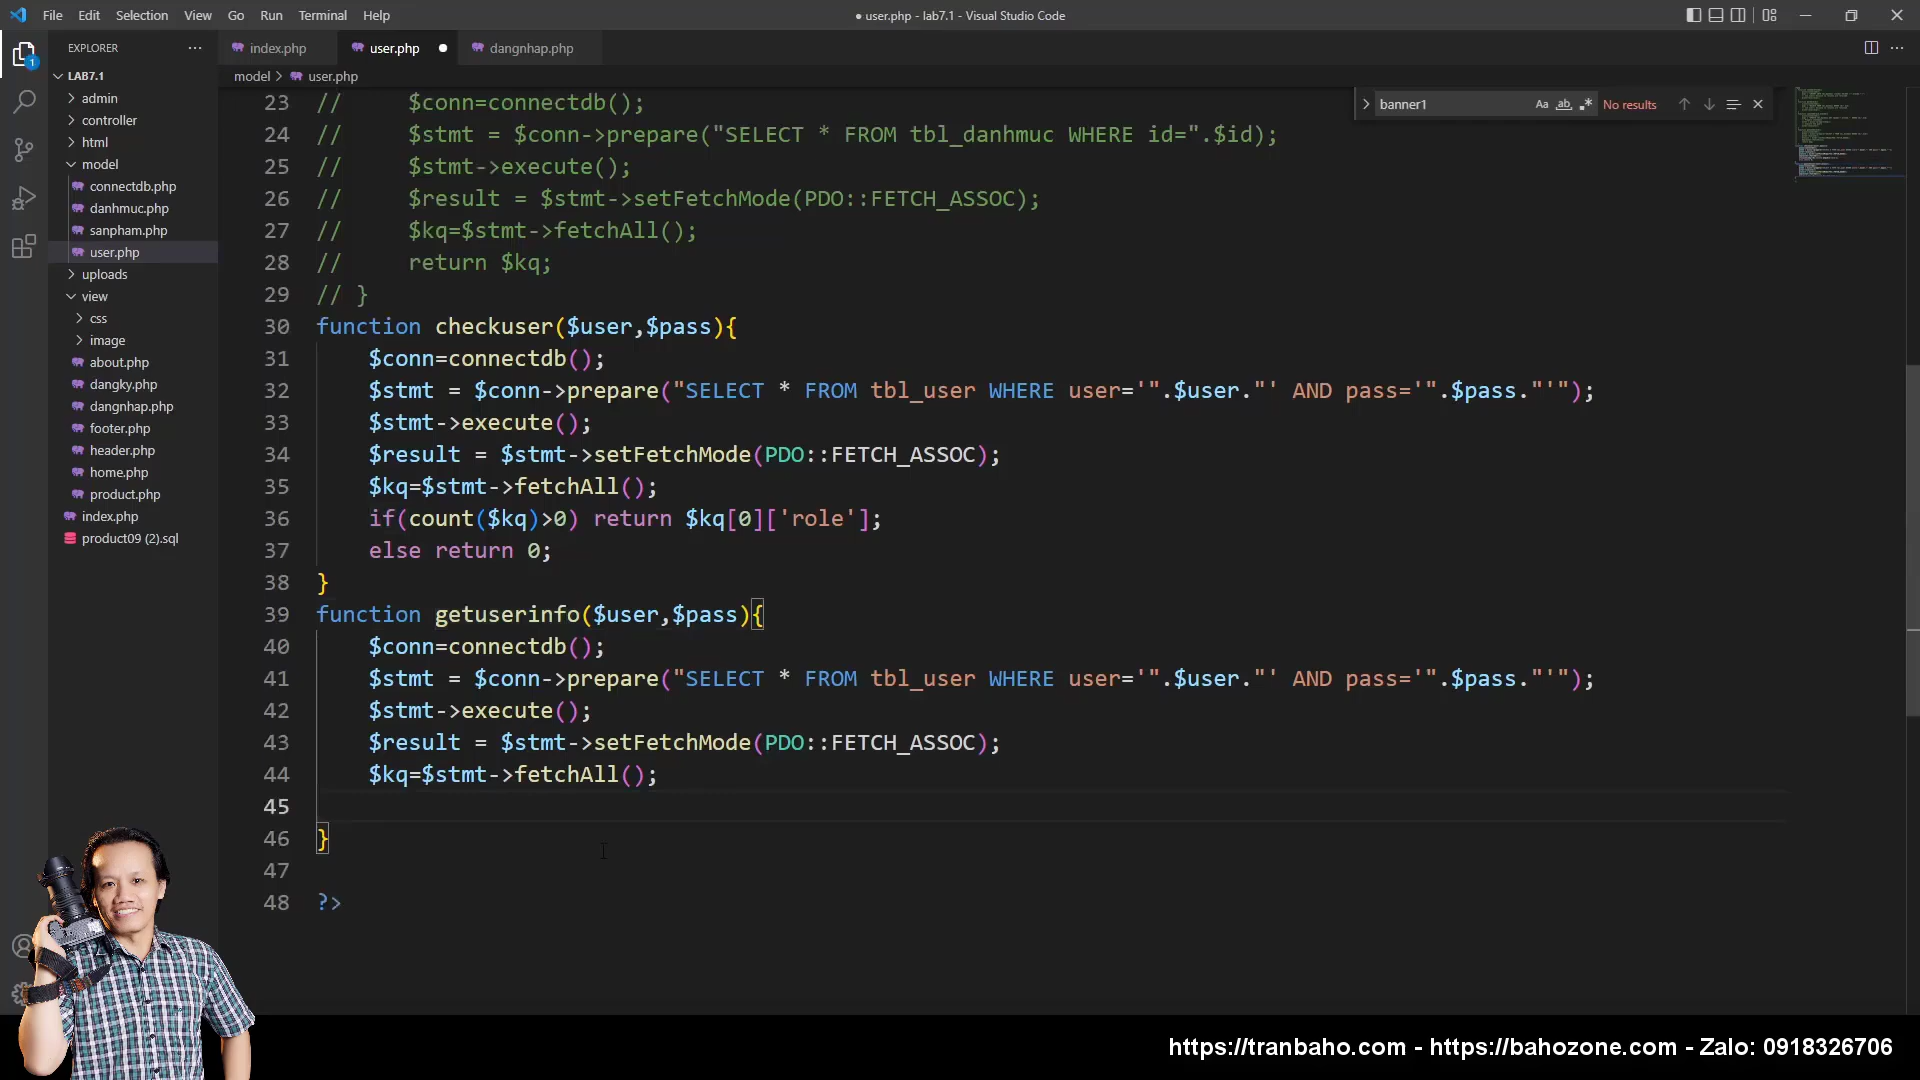 File Edit Selection View Go Run Terminal Help
● user.php - lab7.1 - Visual Studio Code
EXPLORER
index.php
user.php
dangnhap.php
1
LAB7.1
model > user.php
admin
controller
html
model
connectdb.php
danhmuc.php
sanpham.php
user.php
uploads
view
css
image
about.php
dangky.php
dangnhap.php
footer.php
header.php
home.php
product.php
index.php
product09 (2).sql
banner1
Aa ab
No results
23 // $conn=connectdb();
24 // $stmt = $conn->prepare("SELECT * FROM tbl_danhmuc WHERE id=".$id);
25 // $stmt->execute();
26 // $result = $stmt->setFetchMode(PDO::FETCH_ASSOC);
27 // $kq=$stmt->fetchAll();
28 // return $kq;
29 // }
30 function checkuser($user,$pass){
31 $conn=connectdb();
32 $stmt = $conn->prepare("SELECT * FROM tbl_user WHERE user='".$user."' AND pass='".$pass."'");
33 $stmt->execute();
34 $result = $stmt->setFetchMode(PDO::FETCH_ASSOC);
35 $kq=$stmt->fetchAll();
36 if(count($kq)>0) return $kq[0]['role'];
37 else return 0;
38 }
39 function getuserinfo($user,$pass){
40 $conn=connectdb();
41 $stmt = $conn->prepare("SELECT * FROM tbl_user WHERE user='".$user."' AND pass='".$pass."'");
42 $stmt->execute();
43 $result = $stmt->setFetchMode(PDO::FETCH_ASSOC);
44 $kq=$stmt->fetchAll();
45
46 }
47
48 ?>
https://tranbaho.com - https://bahozone.com - Zalo: 0918326706